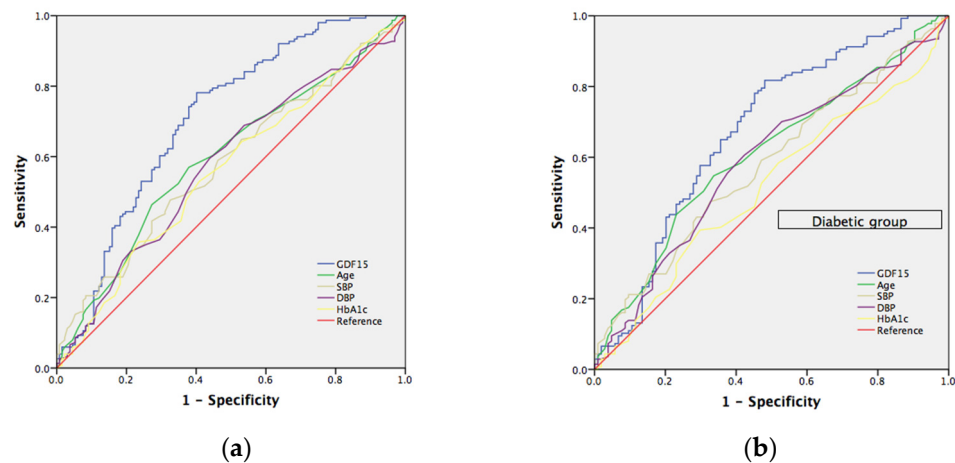 1.0
0.8
0.6
0.4
0.2
0.0
Sensitivity
GDF15
Age
SBP
DBP
HbA1c
Reference
0.0 0.2 0.4 0.6 0.8 1.0
1 - Specificity
(a)
1.0
0.8
0.6
0.4
0.2
0.0
Sensitivity
Diabetic group
GDF15
Age
SBP
DBP
HbA1c
Reference
0.0 0.2 0.4 0.6 0.8 1.0
1 - Specificity
(b)